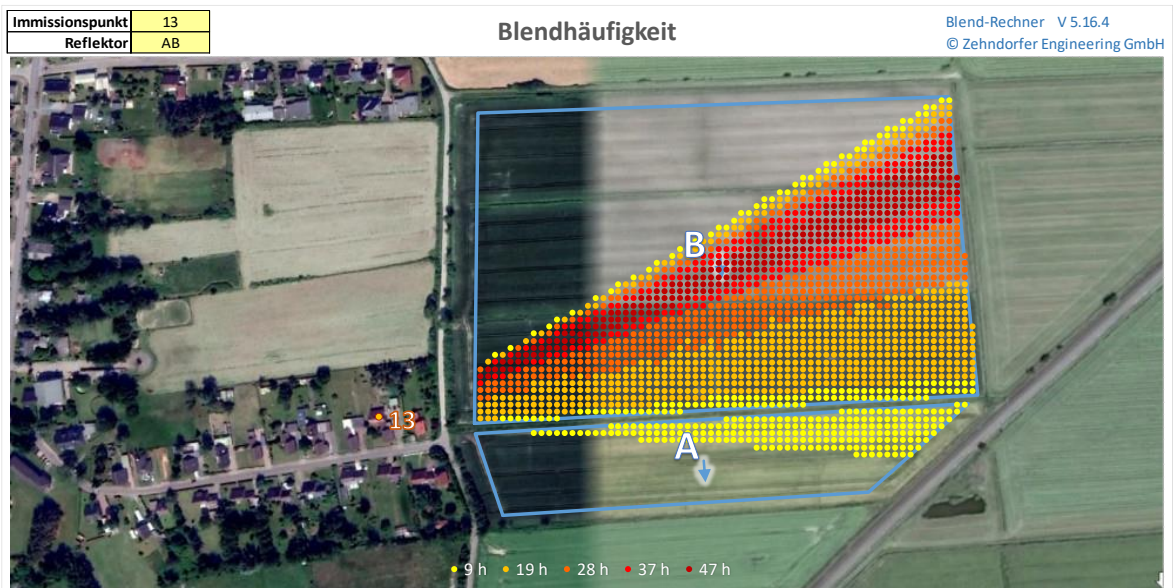 Immissionspunkt 13
Reflektor AB
Blendhäufigkeit
Blend-Rechner V 5.16.4
© Zehndorfer Engineering GmbH
B
13
A
9 h 19 h 28 h 37 h 47 h